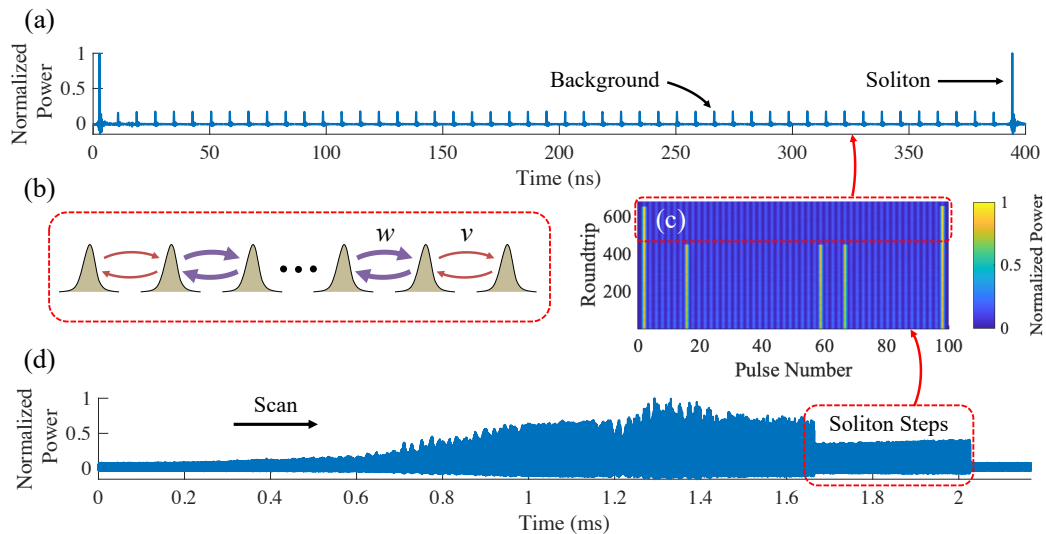 (a)
Normalized
Power
1
0.5
0
Background
Soliton
0 50 100 150 200 250 300 350 400
Time (ns)
(b)
w v
(c)
Roundtrip
600
400
200
0 20 40 60 80 100
Pulse Number
1
0.5
0
Normalized Power
(d)
Normalized
Power
1
0.5
0
Scan
Soliton Steps
0 0.2 0.4 0.6 0.8 1 1.2 1.4 1.6 1.8 2
Time (ms)